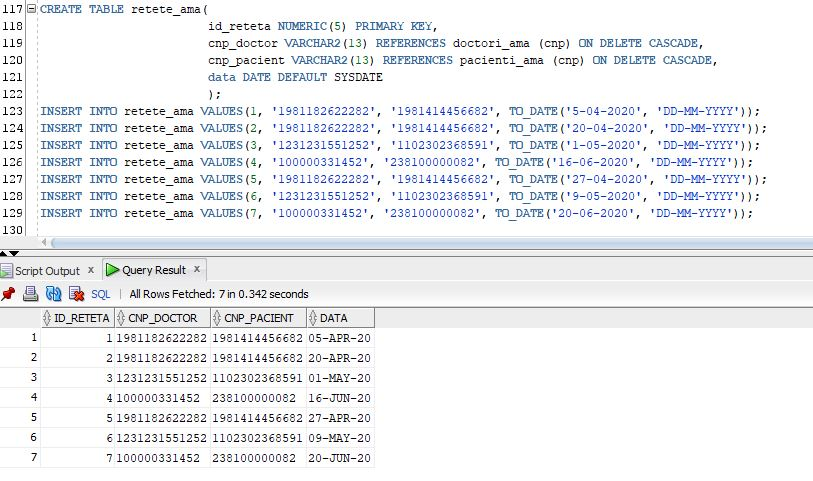 117 CREATE TABLE retete_ama(
118 id_reteta NUMERIC(5) PRIMARY KEY,
119 cnp_doctor VARCHAR2(13) REFERENCES doctori_ama (cnp) ON DELETE CASCADE,
120 cnp_pacient VARCHAR2(13) REFERENCES pacienti_ama (cnp) ON DELETE CASCADE,
121 data DATE DEFAULT SYSDATE
122 );
123 INSERT INTO retete_ama VALUES(1, '1981182622282', '1981414456682', TO_DATE('5-04-2020', 'DD-MM-YYYY'));
124 INSERT INTO retete_ama VALUES(2, '1981182622282', '1981414456682', TO_DATE('20-04-2020', 'DD-MM-YYYY'));
125 INSERT INTO retete_ama VALUES(3, '1231231551252', '1102302368591', TO_DATE('1-05-2020', 'DD-MM-YYYY'));
126 INSERT INTO retete_ama VALUES(4, '100000331452', '238100000082', TO_DATE('16-06-2020', 'DD-MM-YYYY'));
127 INSERT INTO retete_ama VALUES(5, '1981182622282', '1981414456682', TO_DATE('27-04-2020', 'DD-MM-YYYY'));
128 INSERT INTO retete_ama VALUES(6, '1231231551252', '1102302368591', TO_DATE('9-05-2020', 'DD-MM-YYYY'));
129 INSERT INTO retete_ama VALUES(7, '100000331452', '238100000082', TO_DATE('20-06-2020', 'DD-MM-YYYY'));
130
Script Output x Query Result x
SQL | All Rows Fetched: 7 in 0.342 seconds
ID_RETETA CNP_DOCTOR CNP_PACIENT DATA
1 1 1981182622282 1981414456682 05-APR-20
2 2 1981182622282 1981414456682 20-APR-20
3 3 1231231551252 1102302368591 01-MAY-20
4 4 100000331452 238100000082 16-JUN-20
5 5 1981182622282 1981414456682 27-APR-20
6 6 1231231551252 1102302368591 09-MAY-20
7 7 100000331452 238100000082 20-JUN-20